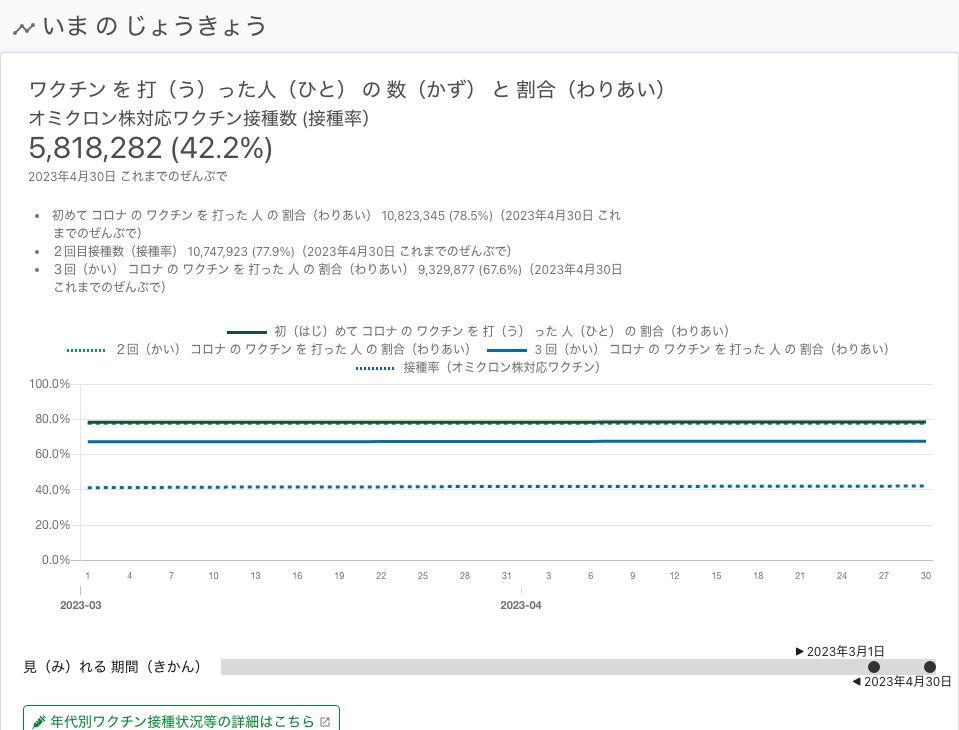 いま の じょうきょう
ワクチン を 打（う）った人（ひと） の 数（かず） と 割合（わりあい）
オミクロン株対応ワクチン接種数 (接種率)
5,818,282 (42.2%)
2023年4月30日 これまでのぜんぶで
• 初めて コロナ の ワクチン を 打った 人 の 割合（わりあい） 10,823,345 (78.5%)（2023年4月30日 これ
までのぜんぶで）
• ２回目接種数（接種率） 10,747,923 (77.9%)（2023年4月30日 これまでのぜんぶで）
• ３回（かい） コロナ の ワクチン を 打った 人 の 割合（わりあい） 9,329,877 (67.6%)（2023年4月30日
これまでのぜんぶで）
初（はじ）めて コロナ の ワクチン を 打（う） った 人（ひと） の 割合（わりあい）
２回（かい） コロナ の ワクチン を 打った 人 の 割合（わりあい） ３回（かい） コロナ の ワクチン を 打った 人 の 割合（わりあい）
接種率（オミクロン株対応ワクチン）
100.0%
80.0%
60.0%
40.0%
20.0%
0.0%
1 4 7 10 13 16 19 22 25 28 31 3 6 9 12 15 18 21 24 27 30
2023-03 2023-04
▶ 2023年3月1日
見（み）れる 期間（きかん）
◀ 2023年4月30日
年代別ワクチン接種状況等の詳細はこちら